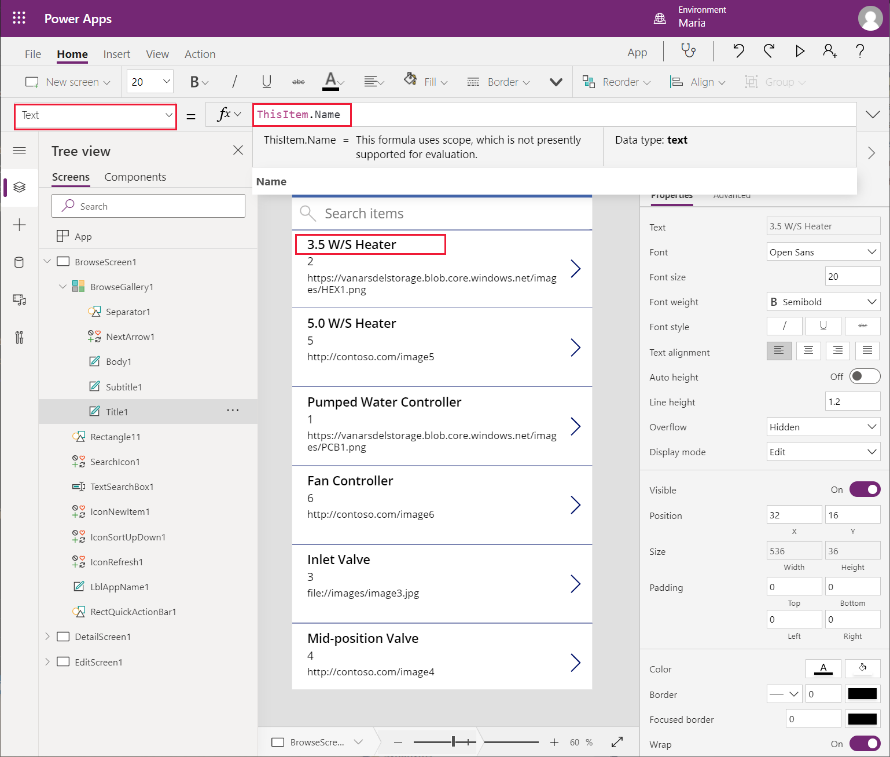 Power Apps
Environment
Maria
File Home Insert View Action App
New screen 20 B / U abc A Fill Border Reorder Align Group
Text = fx ThisItem.Name
ThisItem.Name = This formula uses scope, which is not presently
supported for evaluation.
Data type: text
Name
Tree view
Screens Components
Search
App
BrowseScreen1
BrowseGallery1
Separator1
NextArrow1
Body1
Subtitle1
Title1 ...
Rectangle11
SearchIcon1
TextSearchBox1
IconNewItem1
IconSortUpDown1
IconRefresh1
LblAppName1
RectQuickActionBar1
DetailScreen1
EditScreen1
Search items
3.5 W/S Heater
2
https://vanarsdelstorage.blob.core.windows.net/imag
es/HEX1.png
5.0 W/S Heater
5
http://contoso.com/image5
Pumped Water Controller
1
https://vanarsdelstorage.blob.core.windows.net/imag
es/PCB1.png
Fan Controller
6
http://contoso.com/image6
Inlet Valve
3
file://images/image3.jpg
Mid-position Valve
4
http://contoso.com/image4
BrowseScre... — + 60 %
Properties Advanced
Text 3.5 W/S Heater
Font Open Sans
Font size 20
Font weight B Semibold
Font style / U abc
Text alignment
Auto height Off
Line height 1.2
Overflow Hidden
Display mode Edit
Visible On
Position 32 16
X Y
Size 536 36
Width Height
Padding 0 0
Top Bottom
0 0
Left Right
Color A
Border 0
Focused border 0
Wrap On